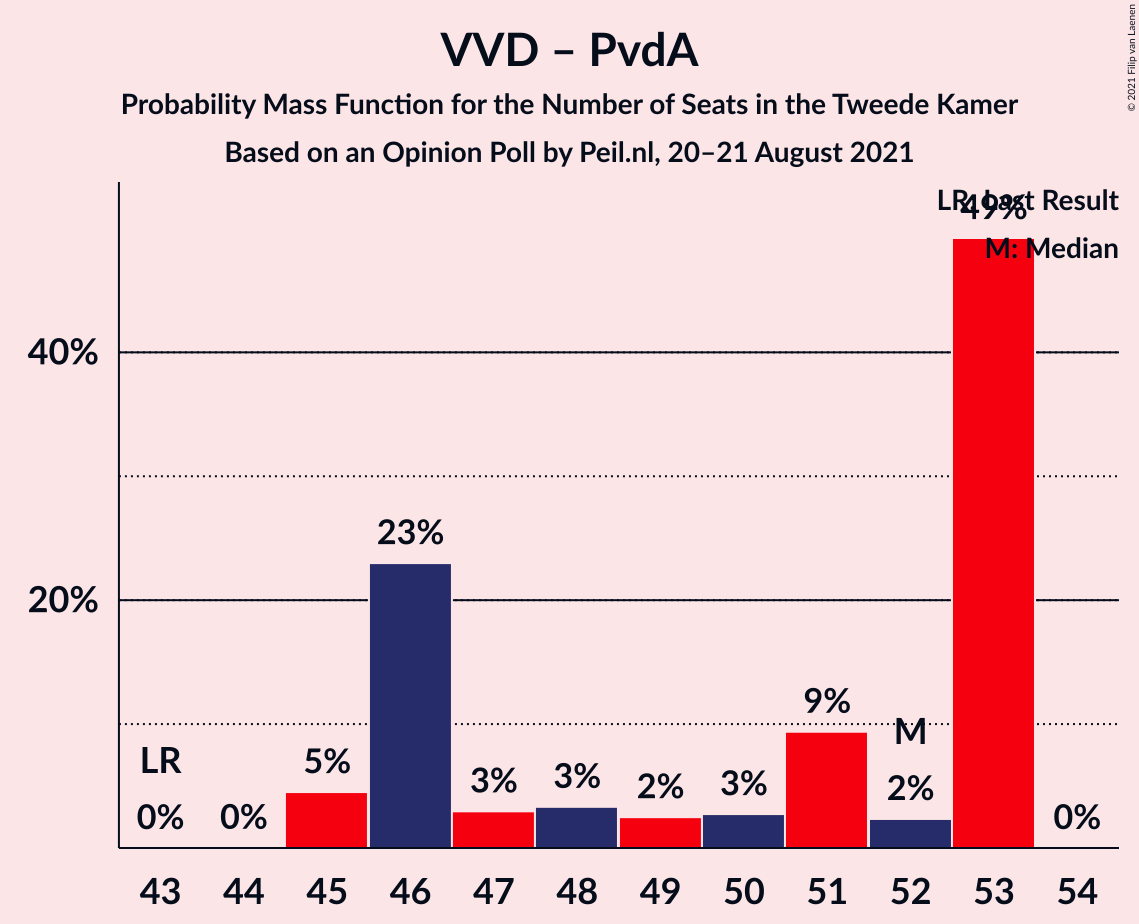 VVD – PvdA
Probability Mass Function for the Number of Seats in the Tweede Kamer
Based on an Opinion Poll by Peil.nl, 20–21 August 2021
© 2021 Filip van Laenen
LR: Last Result
M: Median
49%
40%
23%
20%
9%
M
LR
5%
3%
3%
2%
3%
2%
0%
0%
0%
43 44 45 46 47 48 49 50 51 52 53 54